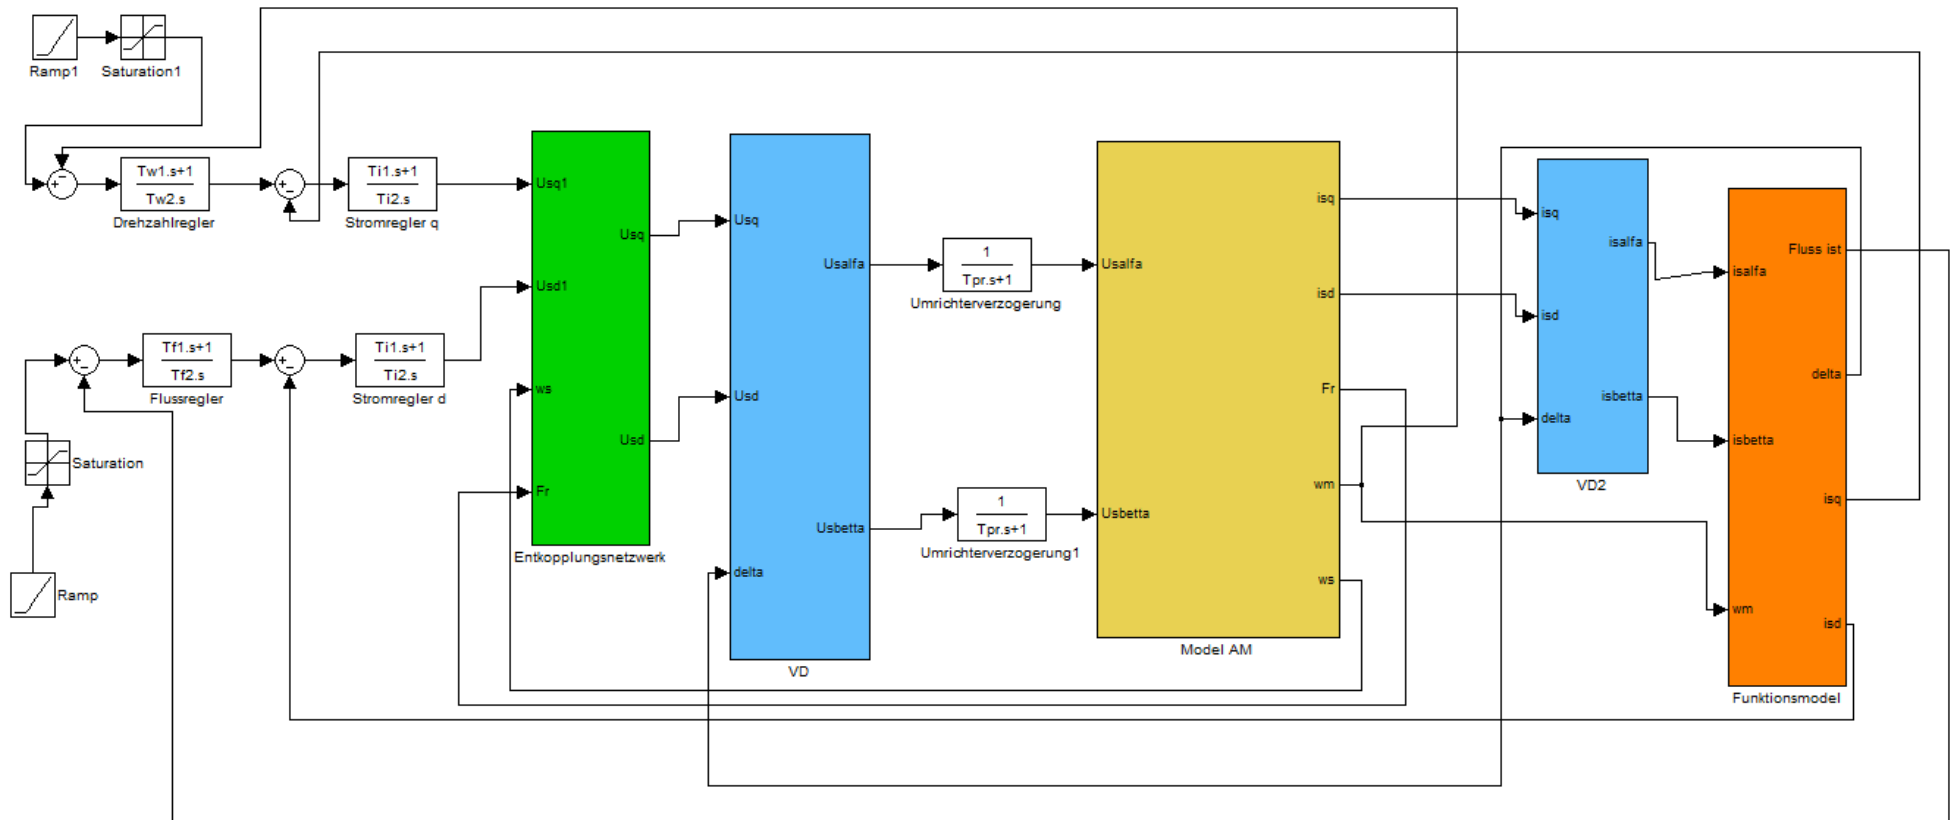 Ramp1
Saturation1
Tw1.s+1
Tw2.s
Drehzahlregler
Ti1.s+1
Ti2.s
Stromregler q
Tf1.s+1
Tf2.s
Flussregler
Ti1.s+1
Ti2.s
Stromregler d
Saturation
Ramp
Usq1
Usd1
ws
Fr
Usq
Usd
Entkopplungsnetzwerk
Usq
Usd
delta
Usalfa
Usbetta
VD
1
Tpr.s+1
Umrichterverzogerung
1
Tpr.s+1
Umrichterverzogerung1
Usalfa
Usbetta
isq
isd
Fr
wm
ws
Model AM
isq
isd
delta
isalfa
isbetta
VD2
isalfa
isbetta
wm
Fluss ist
delta
isq
isd
Funktionsmodel